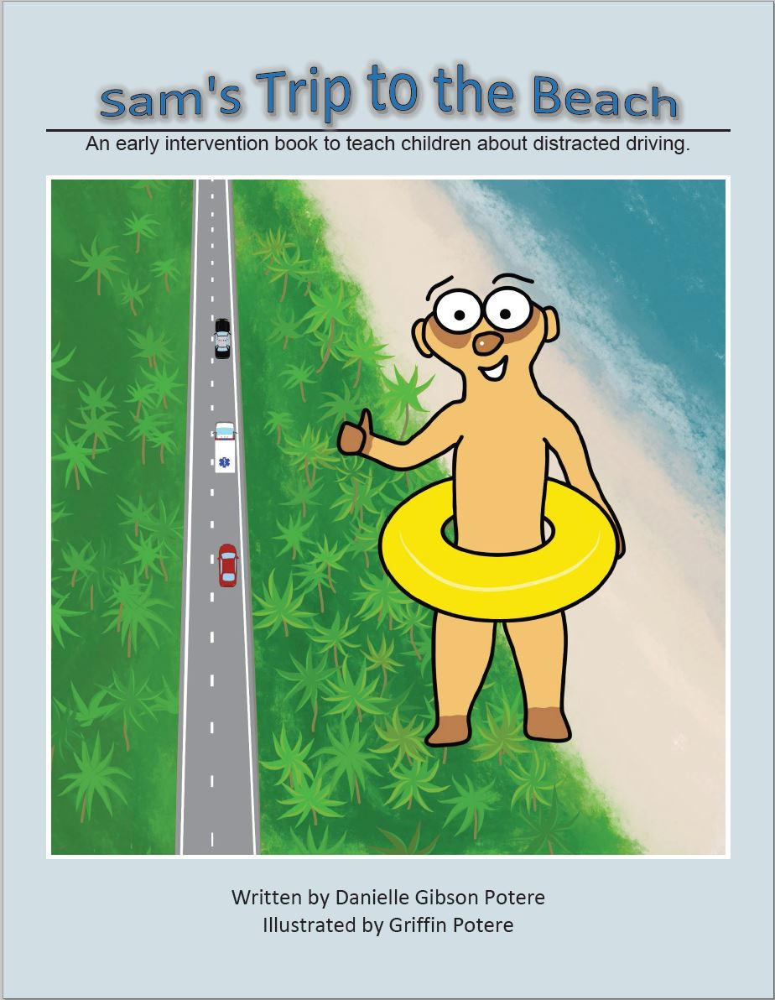 Sam's Trip to the Beach
An early intervention book to teach children about distracted driving.
Written by Danielle Gibson Potere
Illustrated by Griffin Potere